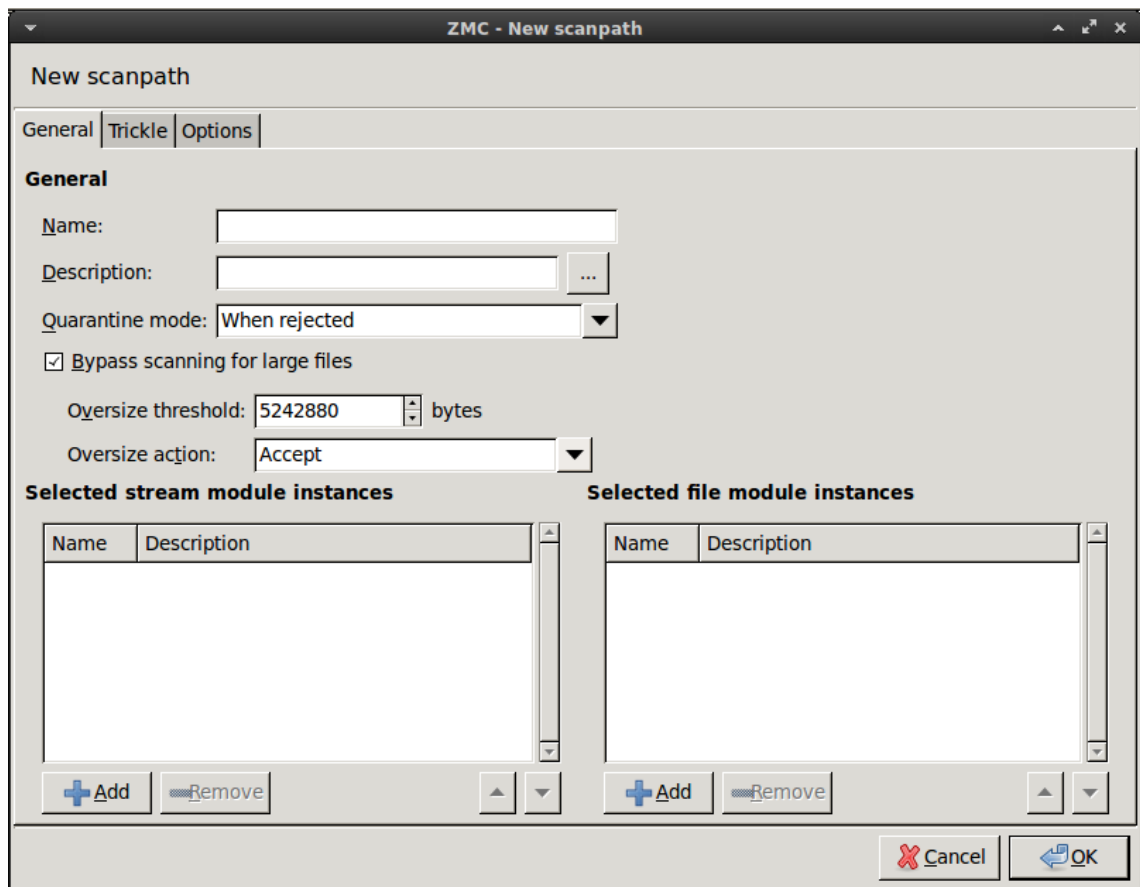 ZMC - New scanpath
New scanpath
General Trickle Options
General
Name:
Description: ...
Quarantine mode: When rejected
Bypass scanning for large files
Oversize threshold: 5242880 bytes
Oversize action: Accept
Selected stream module instances
Name Description
Add Remove
Selected file module instances
Name Description
Add Remove
Cancel OK